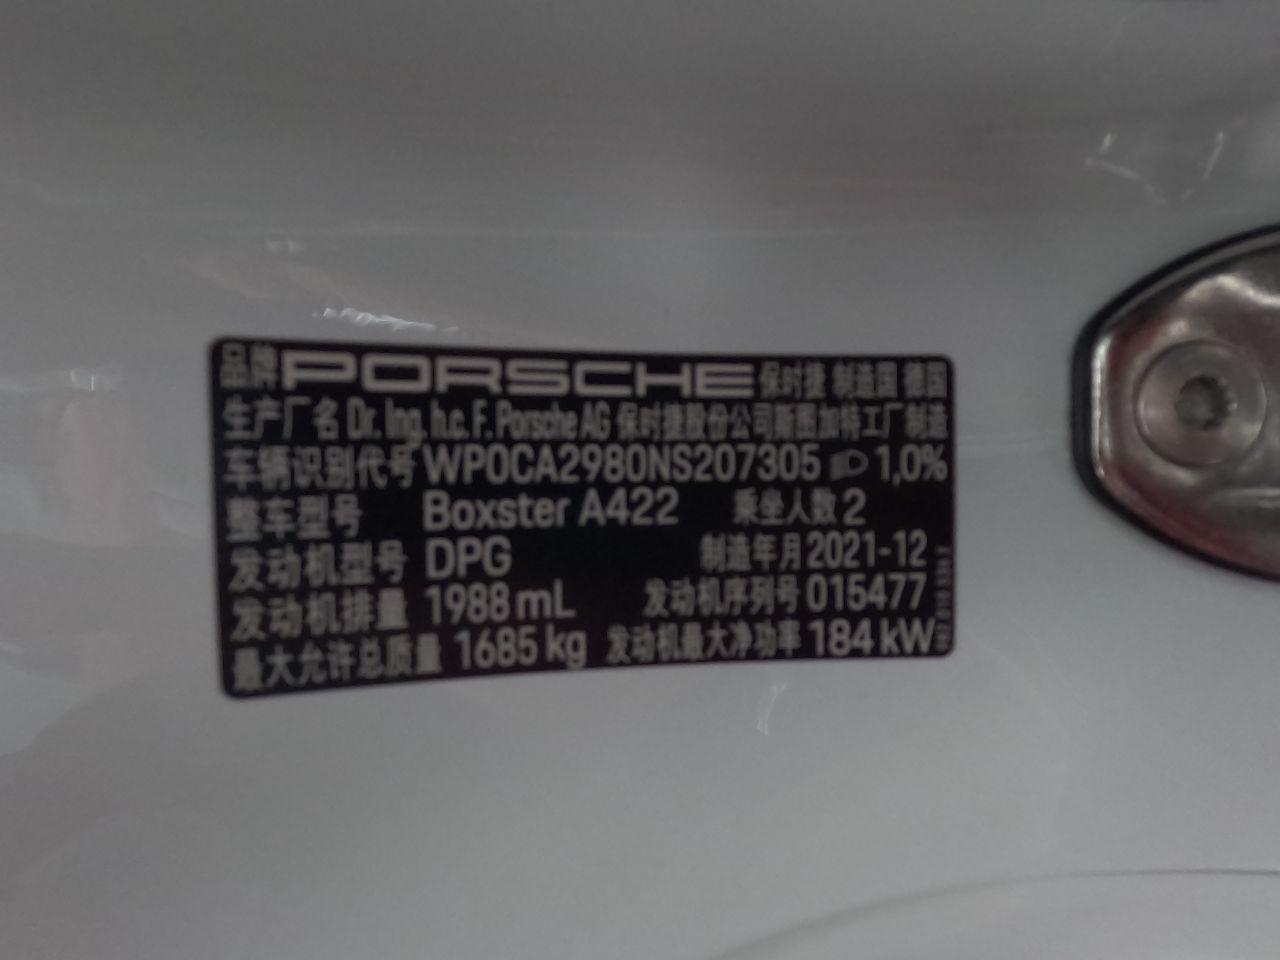 品牌 PORSCHE 保时捷 制造国 德国
生产厂名 Dr. Ing. h.c. F. Porsche AG 保时捷股份公司斯图加特工厂制造
车辆识别代号 WP0CA2980NS207305 1,0%
整车型号 Boxster A422 乘坐人数 2
发动机型号 DPG 制造年月 2021-12
发动机排量 1988 mL 发动机序列号 015477
最大允许总质量 1685 kg 发动机最大净功率 184 kW